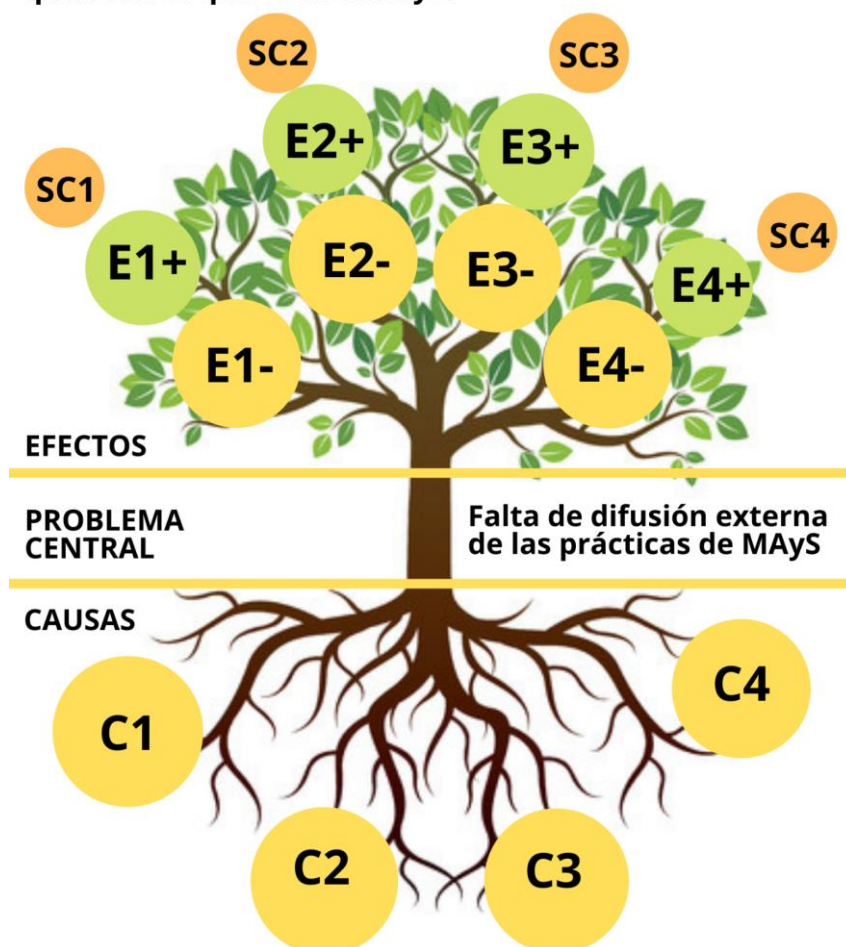 SC2
SC3
E2+
E3+
SC1
SC4
E1+
E2-
E3-
E4+
E1-
E4-
EFECTOS
PROBLEMA
CENTRAL
Falta de difusión externa
de las prácticas de MAyS
CAUSAS
C1
C4
C2
C3